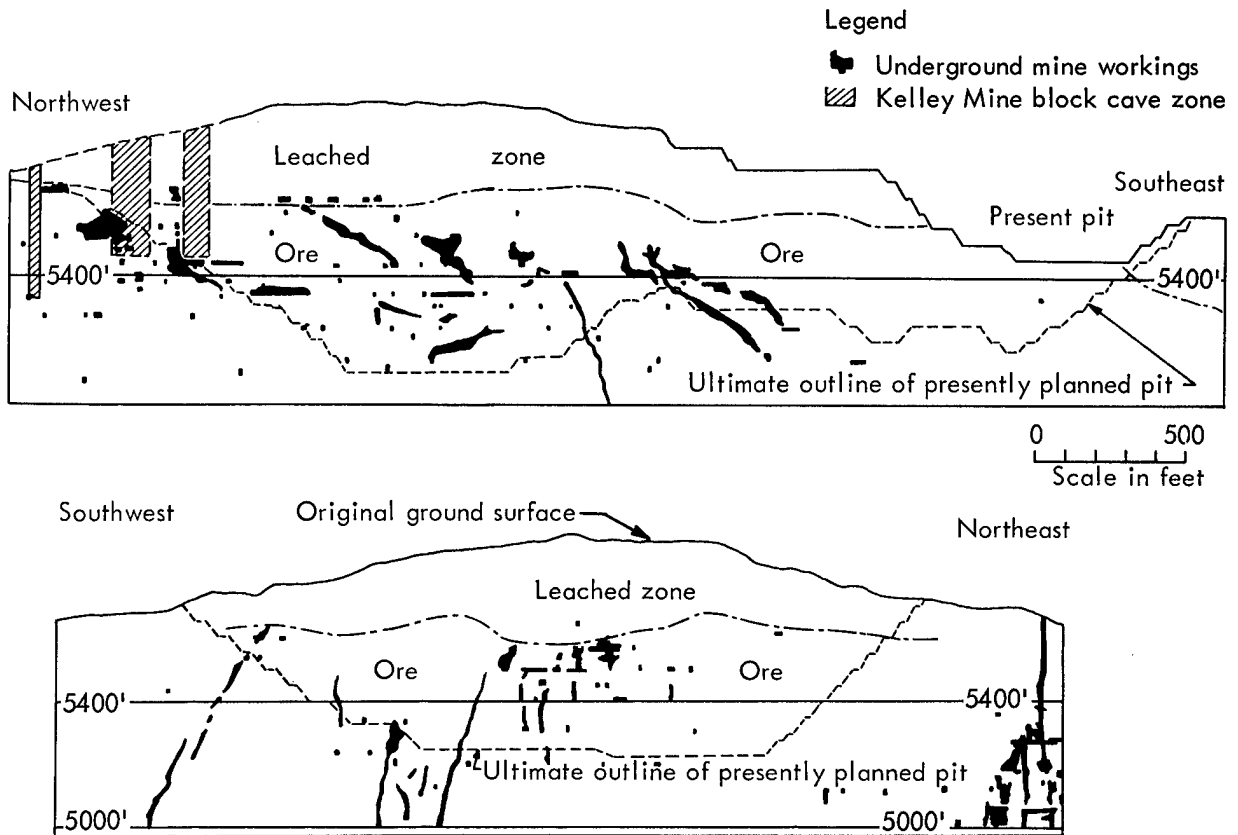 Legend
Underground mine workings
Kelley Mine block cave zone
Northwest
Leached zone
Southeast
Present pit
Ore
Ore
5400'
5400'
Ultimate outline of presently planned pit
0 500
Scale in feet
Southwest
Original ground surface
Northeast
Leached zone
Ore
Ore
5400'
5400'
Ultimate outline of presently planned pit
5000'
5000'